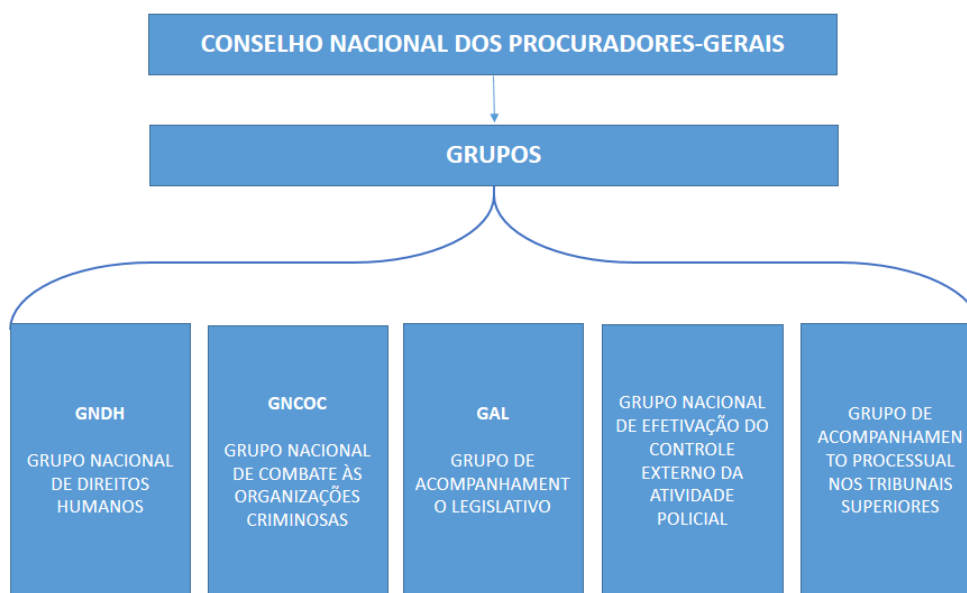 CONSELHO NACIONAL DOS PROCURADORES-GERAIS
GRUPOS
GNDH
GRUPO NACIONAL
DE DIREITOS
HUMANOS
GNCOC
GRUPO NACIONAL
DE COMBATE ÀS
ORGANIZAÇÕES
CRIMINOSAS
GAL
GRUPO DE
ACOMPANHAMENT
O LEGISLATIVO
GRUPO NACIONAL
DE EFETIVAÇÃO DO
CONTROLE
EXTERNO DA
ATIVIDADE
POLICIAL
GRUPO DE
ACOMPANHAMEN
TO PROCESSUAL
NOS TRIBUNAIS
SUPERIORES